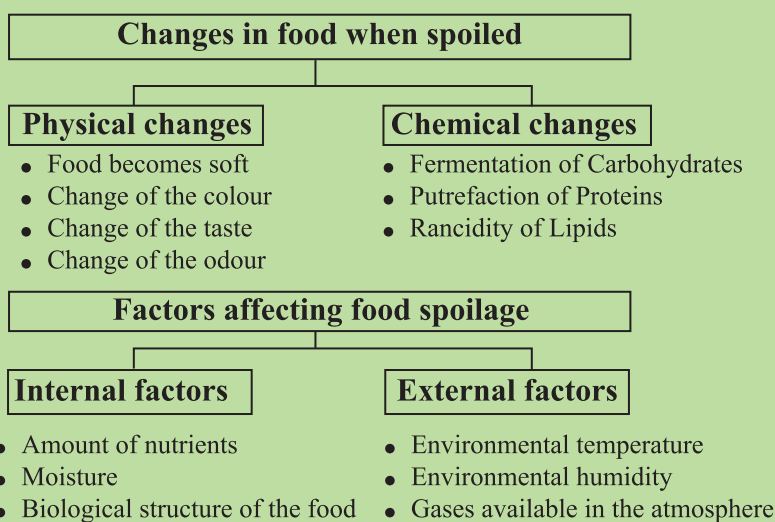 Changes in food when spoiled
Physical changes
• Food becomes soft
• Change of the colour
• Change of the taste
• Change of the odour
Chemical changes
• Fermentation of Carbohydrates
• Putrefaction of Proteins
• Rancidity of Lipids
Factors affecting food spoilage
Internal factors
• Amount of nutrients
• Moisture
• Biological structure of the food
External factors
• Environmental temperature
• Environmental humidity
• Gases available in the atmosphere